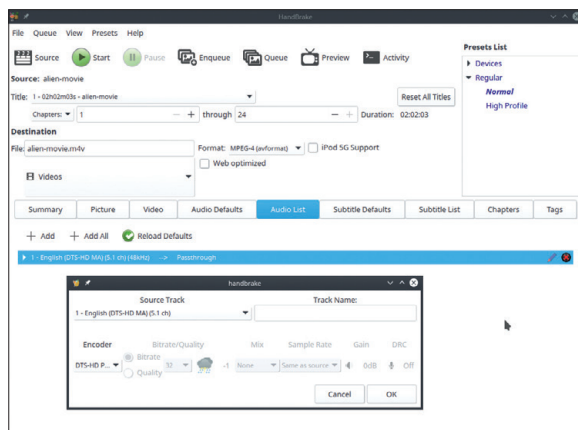 HandBrake
File Queue View Presets Help
Source Start Pause Enqueue Queue Preview Activity
Presets List
Devices
Regular
Normal
High Profile
Source: alien-movie
Title: 1 - 02h02m03s - alien-movie Reset All Titles
Chapters: 1 through 24 Duration: 02:02:03
Destination
File: alien-movie.m4v Format: MPEG-4 (avformat) iPod 5G Support
Web optimized
Videos
Summary Picture Video Audio Defaults Audio List Subtitle Defaults Subtitle List Chapters Tags
+ Add + Add All Reload Defaults
1 - English (DTS-HD MA) (5.1 ch) (48kHz) --> Passthrough
handbrake
Source Track Track Name:
1 - English (DTS-HD MA) (5.1 ch)
Encoder Bitrate/Quality Mix Sample Rate Gain DRC
Bitrate
DTS-HD P... 32 -1 None Same as source 0dB Off
Quality
Cancel OK